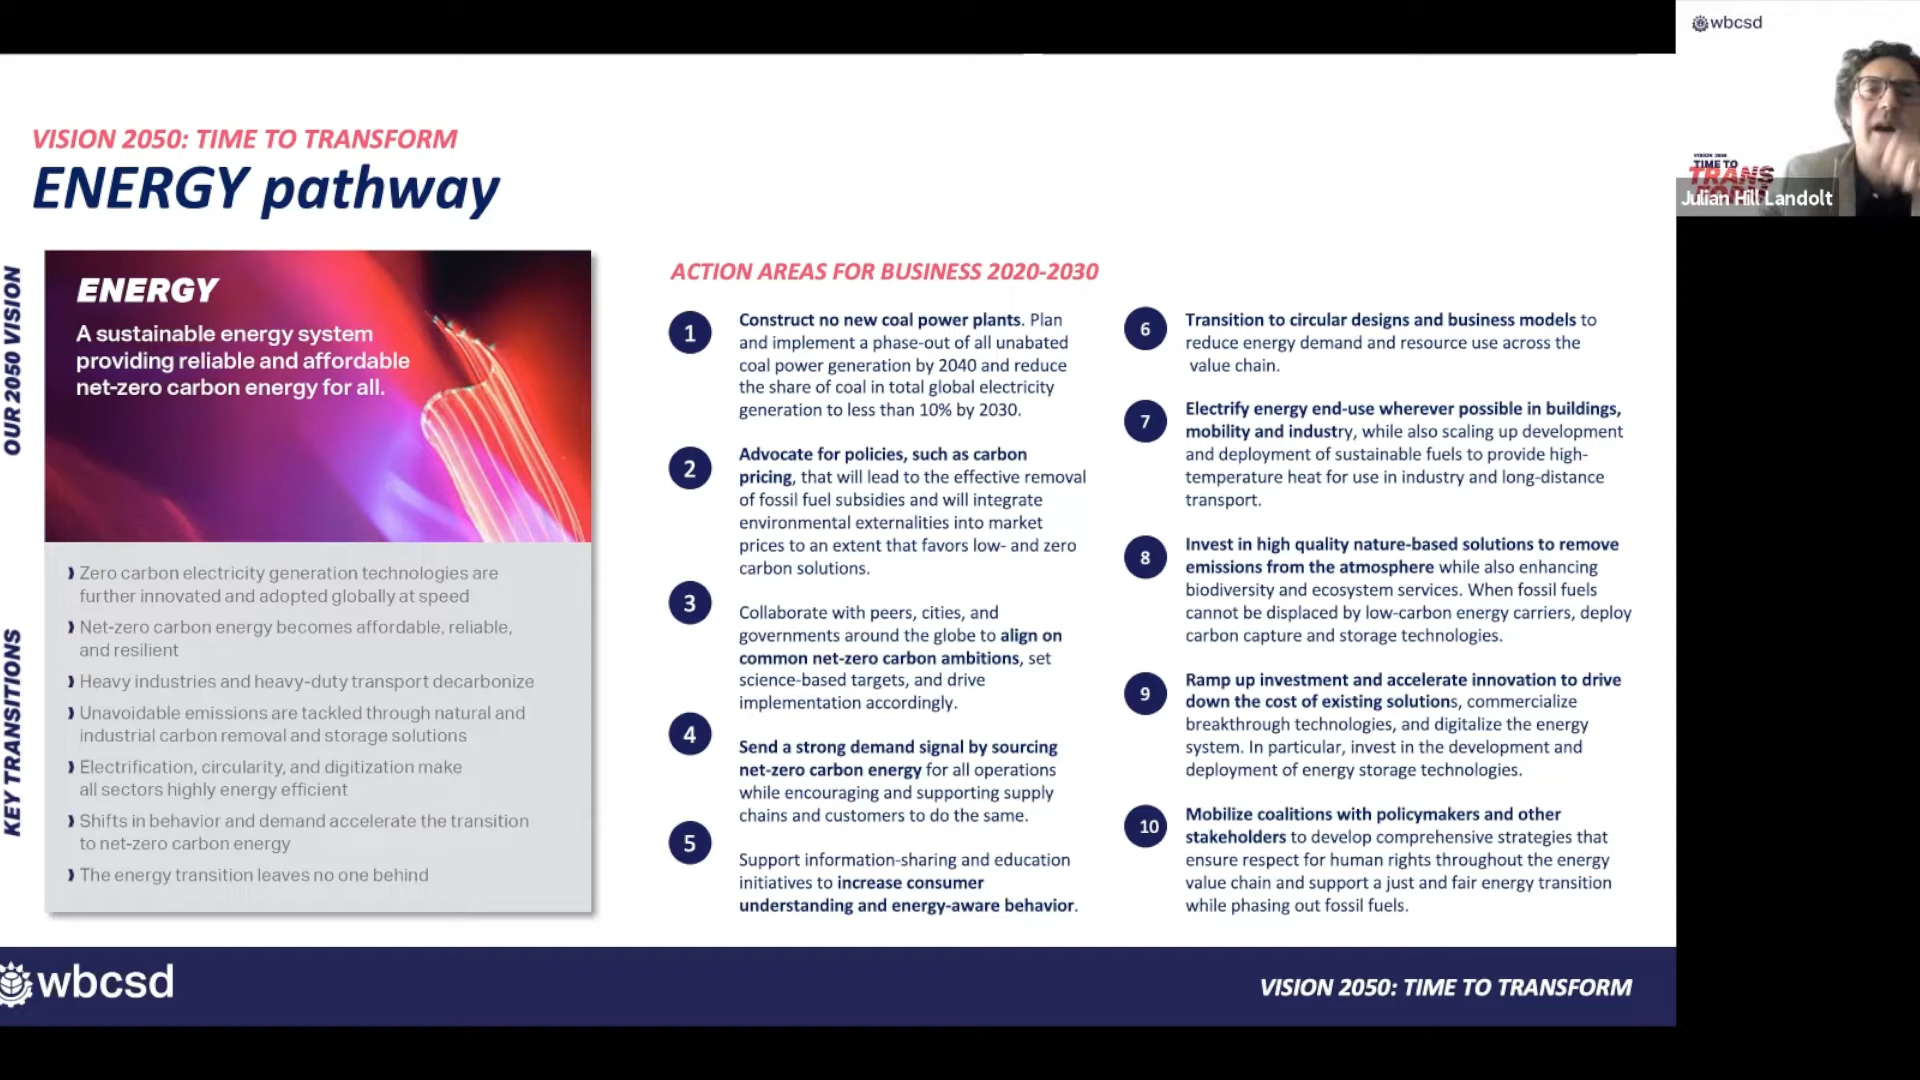 VISION 2050: TIME TO TRANSFORM
ENERGY pathway
OUR 2050 VISION
ENERGY
A sustainable energy system
providing reliable and affordable
net-zero carbon energy for all.
KEY TRANSITIONS
Zero carbon electricity generation technologies are
further innovated and adopted globally at speed
Net-zero carbon energy becomes affordable, reliable,
and resilient
Heavy industries and heavy-duty transport decarbonize
Unavoidable emissions are tackled through natural and
industrial carbon removal and storage solutions
Electrification, circularity, and digitization make
all sectors highly energy efficient
Shifts in behavior and demand accelerate the transition
to net-zero carbon energy
The energy transition leaves no one behind
ACTION AREAS FOR BUSINESS 2020-2030
1
Construct no new coal power plants. Plan
and implement a phase-out of all unabated
coal power generation by 2040 and reduce
the share of coal in total global electricity
generation to less than 10% by 2030.
2
Advocate for policies, such as carbon
pricing, that will lead to the effective removal
of fossil fuel subsidies and will integrate
environmental externalities into market
prices to an extent that favors low- and zero
carbon solutions.
3
Collaborate with peers, cities, and
governments around the globe to align on
common net-zero carbon ambitions, set
science-based targets, and drive
implementation accordingly.
4
Send a strong demand signal by sourcing
net-zero carbon energy for all operations
while encouraging and supporting supply
chains and customers to do the same.
5
Support information-sharing and education
initiatives to increase consumer
understanding and energy-aware behavior.
6
Transition to circular designs and business models to
reduce energy demand and resource use across the
value chain.
7
Electrify energy end-use wherever possible in buildings,
mobility and industry, while also scaling up development
and deployment of sustainable fuels to provide high-
temperature heat for use in industry and long-distance
transport.
8
Invest in high quality nature-based solutions to remove
emissions from the atmosphere while also enhancing
biodiversity and ecosystem services. When fossil fuels
cannot be displaced by low-carbon energy carriers, deploy
carbon capture and storage technologies.
9
Ramp up investment and accelerate innovation to drive
down the cost of existing solutions, commercialize
breakthrough technologies, and digitalize the energy
system. In particular, invest in the development and
deployment of energy storage technologies.
10
Mobilize coalitions with policymakers and other
stakeholders to develop comprehensive strategies that
ensure respect for human rights throughout the energy
value chain and support a just and fair energy transition
while phasing out fossil fuels.
wbcsd
VISION 2050: TIME TO TRANSFORM
wbcsd
VISION 2050
TIME TO
TRANS
FORM
Julian Hill Landolt